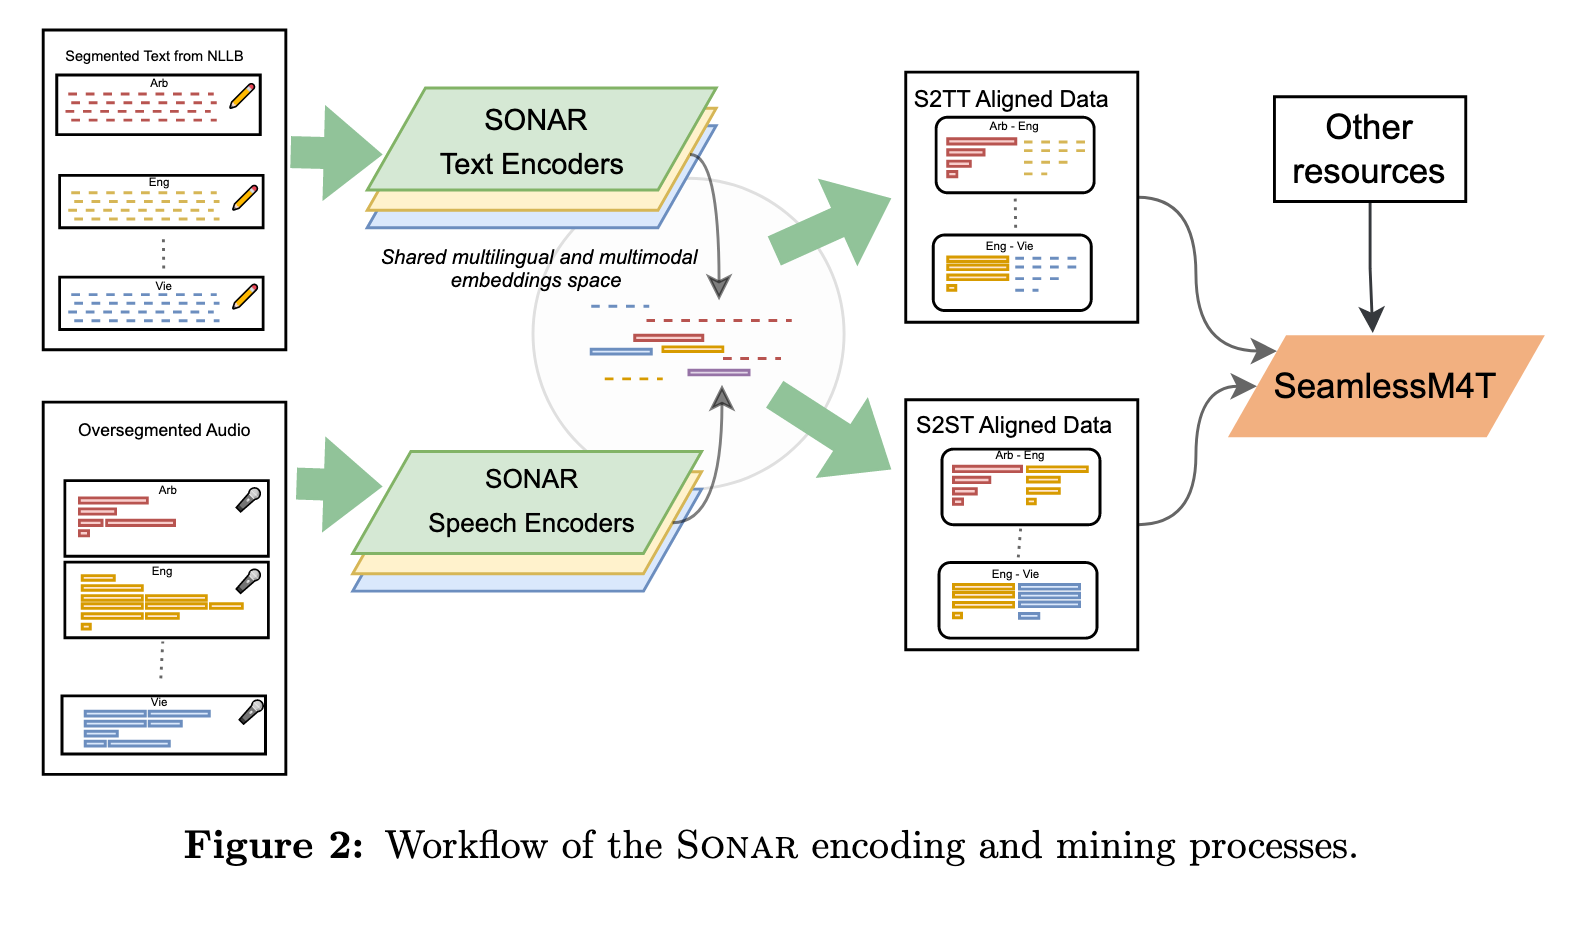 Segmented Text from NLLB
Arb
Eng
Vie
Oversegmented Audio
Arb
Eng
Vie
SONAR
Text Encoders
Shared multilingual and multimodal
embeddings space
SONAR
Speech Encoders
S2TT Aligned Data
Arb - Eng
Eng - Vie
S2ST Aligned Data
Arb - Eng
Eng - Vie
Other
resources
SeamlessM4T
Figure 2: Workflow of the SONAR encoding and mining processes.